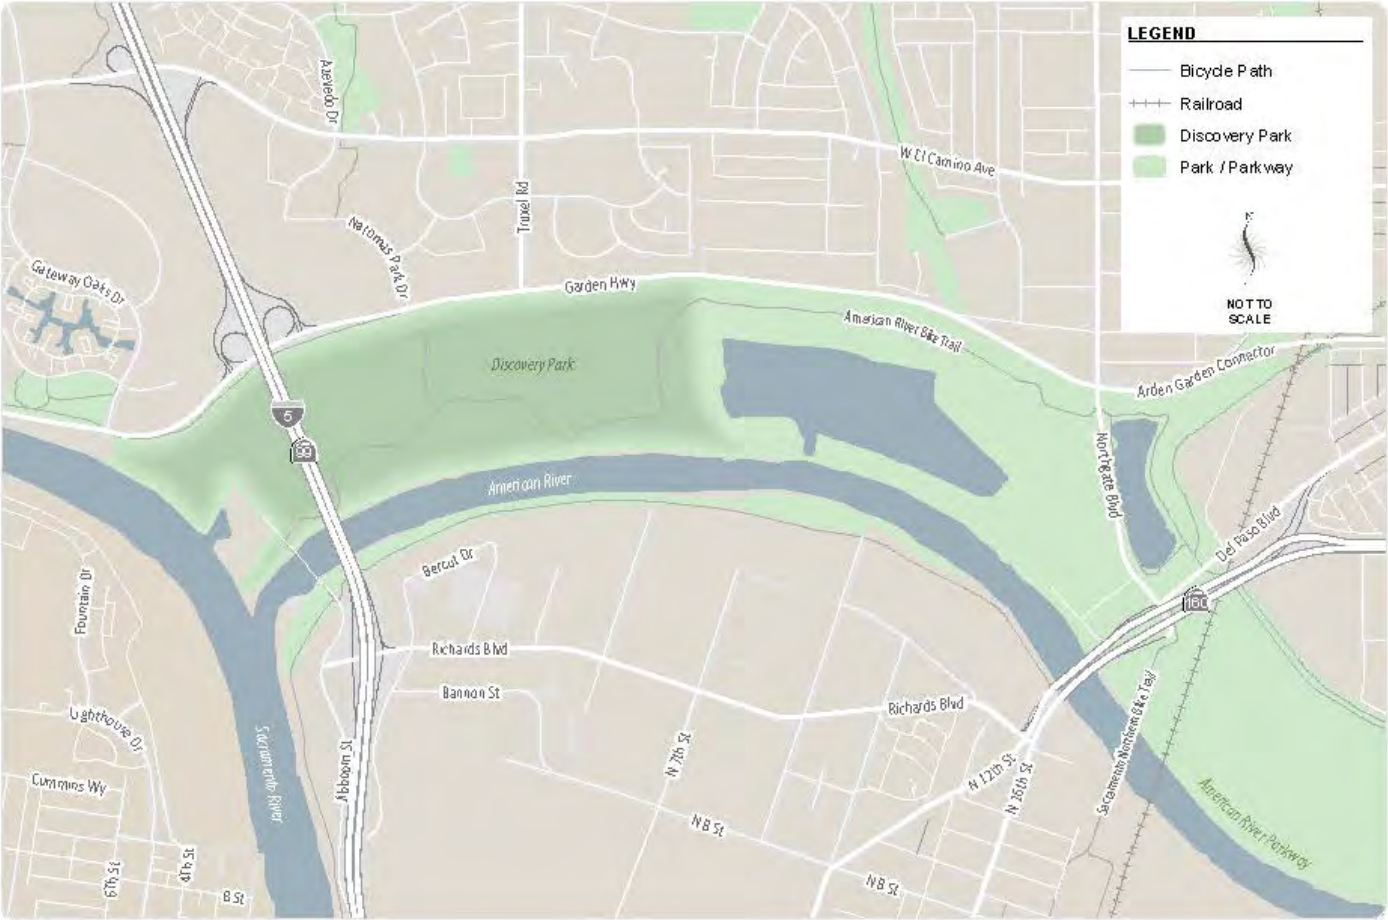 LEGEND
Bicycle Path
Railroad
Discovery Park
Park / Parkway
N
NOT TO
SCALE
Azevedo Dr
W El Camino Ave
Truxel Rd
Natomas Park Dr
Gateway Oaks Dr
Garden Hwy
American River Bike Trail
Discovery Park
Arden Garden Connector
5
99
Northgate Blvd
American River
Del Paso Blvd
Bercut Dr
Fountain Dr
160
Richards Blvd
Bannon St
Richards Blvd
Lighthouse Dr
Sacramento River
N 7th St
Sacramento Northern Bike Trail
Jibboom St
N 12th St
N 16th St
Cummins Wy
American River Parkway
N B St
6Th St
4Th St
B St
N B St